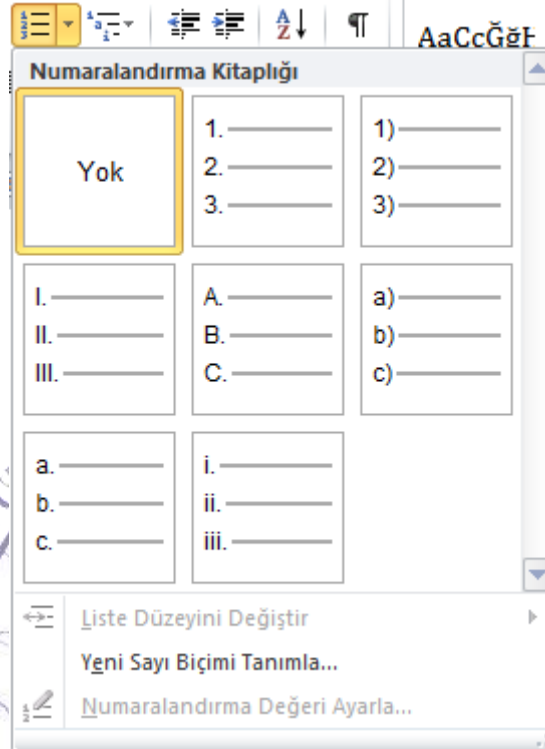 AaCcĞğH
Numaralandırma Kitaplığı
Yok
1.
2.
3.
1)
2)
3)
I.
II.
III.
A.
B.
C.
a)
b)
c)
a.
b.
c.
i.
ii.
iii.
Liste Düzeyini Değiştir
Yeni Sayı Biçimi Tanımla...
Numaralandırma Değeri Ayarla...